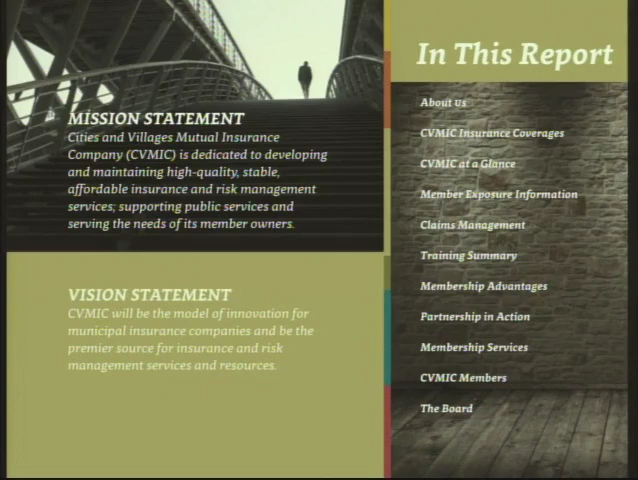 MISSION STATEMENT
Cities and Villages Mutual Insurance
Company (CVMIC) is dedicated to developing
and maintaining high-quality, stable,
affordable insurance and risk management
services; supporting public services and
serving the needs of its member owners.
VISION STATEMENT
CVMIC will be the model of innovation for
municipal insurance companies and be the
premier source for insurance and risk
management services and resources.
In This Report
About us
CVMIC Insurance Coverages
CVMIC at a Glance
Member Exposure Information
Claims Management
Training Summary
Membership Advantages
Partnership in Action
Membership Services
CVMIC Members
The Board